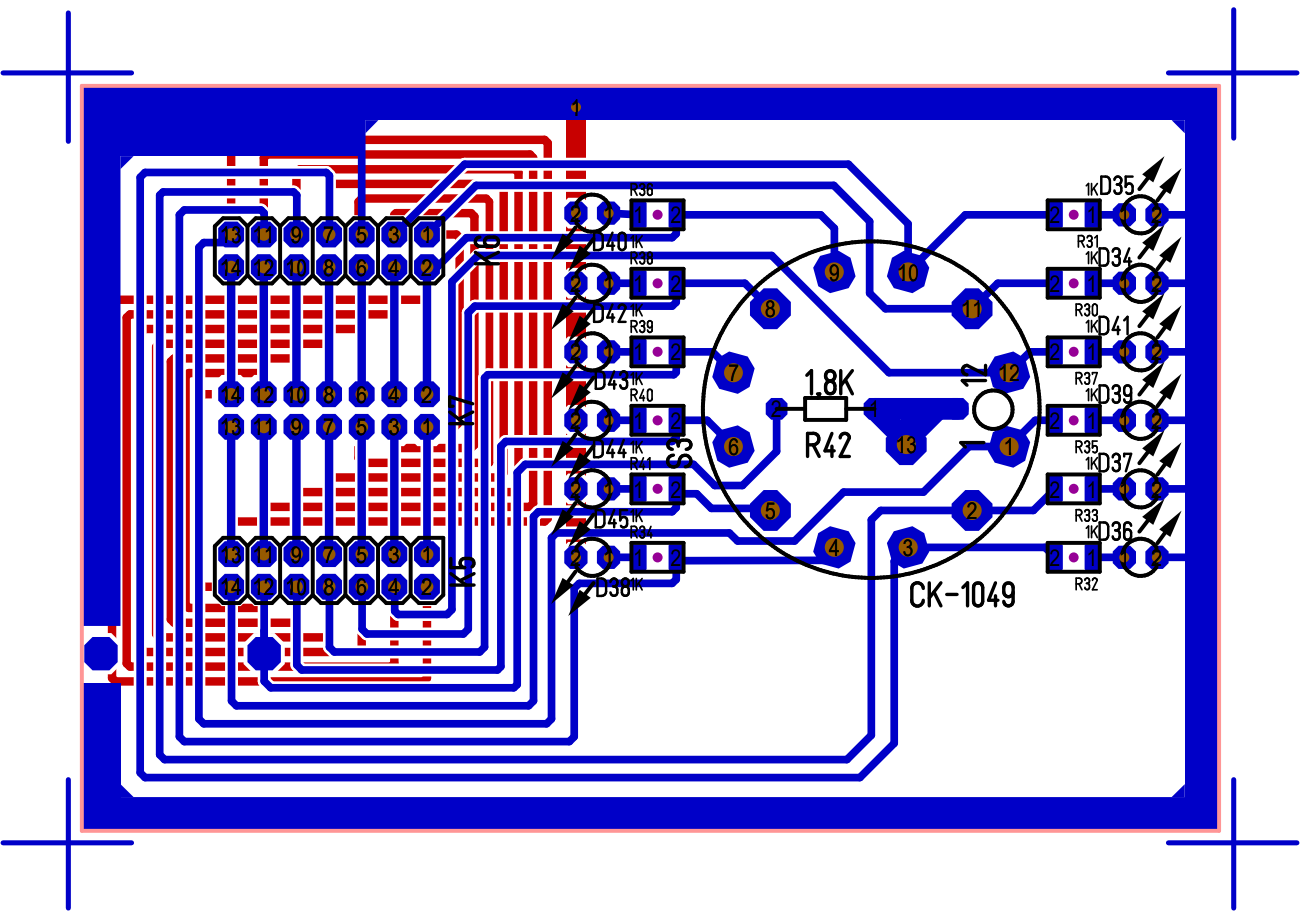 1
R36
1K D35
2 1 1 2
1 2 2 1
R31
13 11 9 7 5 3 1
K6
D40 1K
R38
1K D34
14 12 10 8 6 4 2
9 10
2 1 1 2
2 1 1 2
8 11
D42 1K
R39
R30
1K D41
2 1 1 2
2 1 1 2
7 12
12
D43 1K
R40
R37
1K D39
1.8K
14 12 10 8 6 4 2
K7
2 1
13 11 9 7 5 3 1
2 1 1 2
2 1 1 2
6
R42
13
1
1
S3
D44 1K
R41
R35
1K D37
2 1 1 2
2 1 1 2
5 2
D45 1K
R34
R33
1K D36
13 11 9 7 5 3 1
K5
2 1 1 2
4 3
2 1 1 2
14 12 10 8 6 4 2
D38 1K
R32
CK-1049